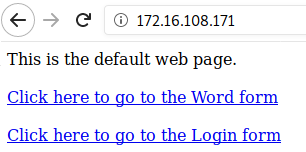 172.16.108.171
This is the default web page.
Click here to go to the Word form
Click here to go to the Login form